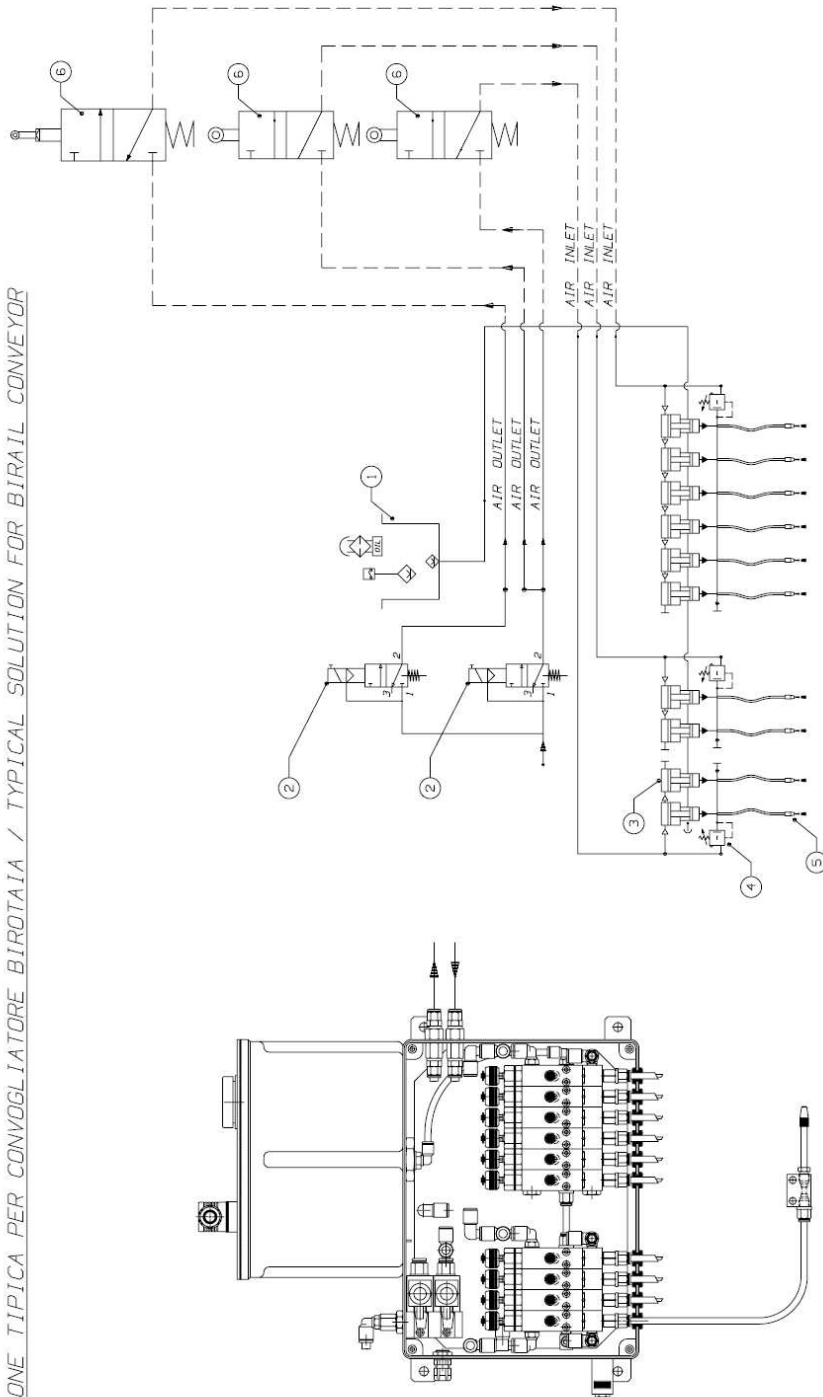 ONE TIPICA PER CONVOGLIATORE BIROTAIA / TYPICAL SOLUTION FOR BIRAIL CONVEYOR
6
6
6
1
OIL
2
2
3
1
2
2
3
1
AIR OUTLET
AIR OUTLET
AIR OUTLET
AIR INLET
AIR INLET
AIR INLET
3
4
5